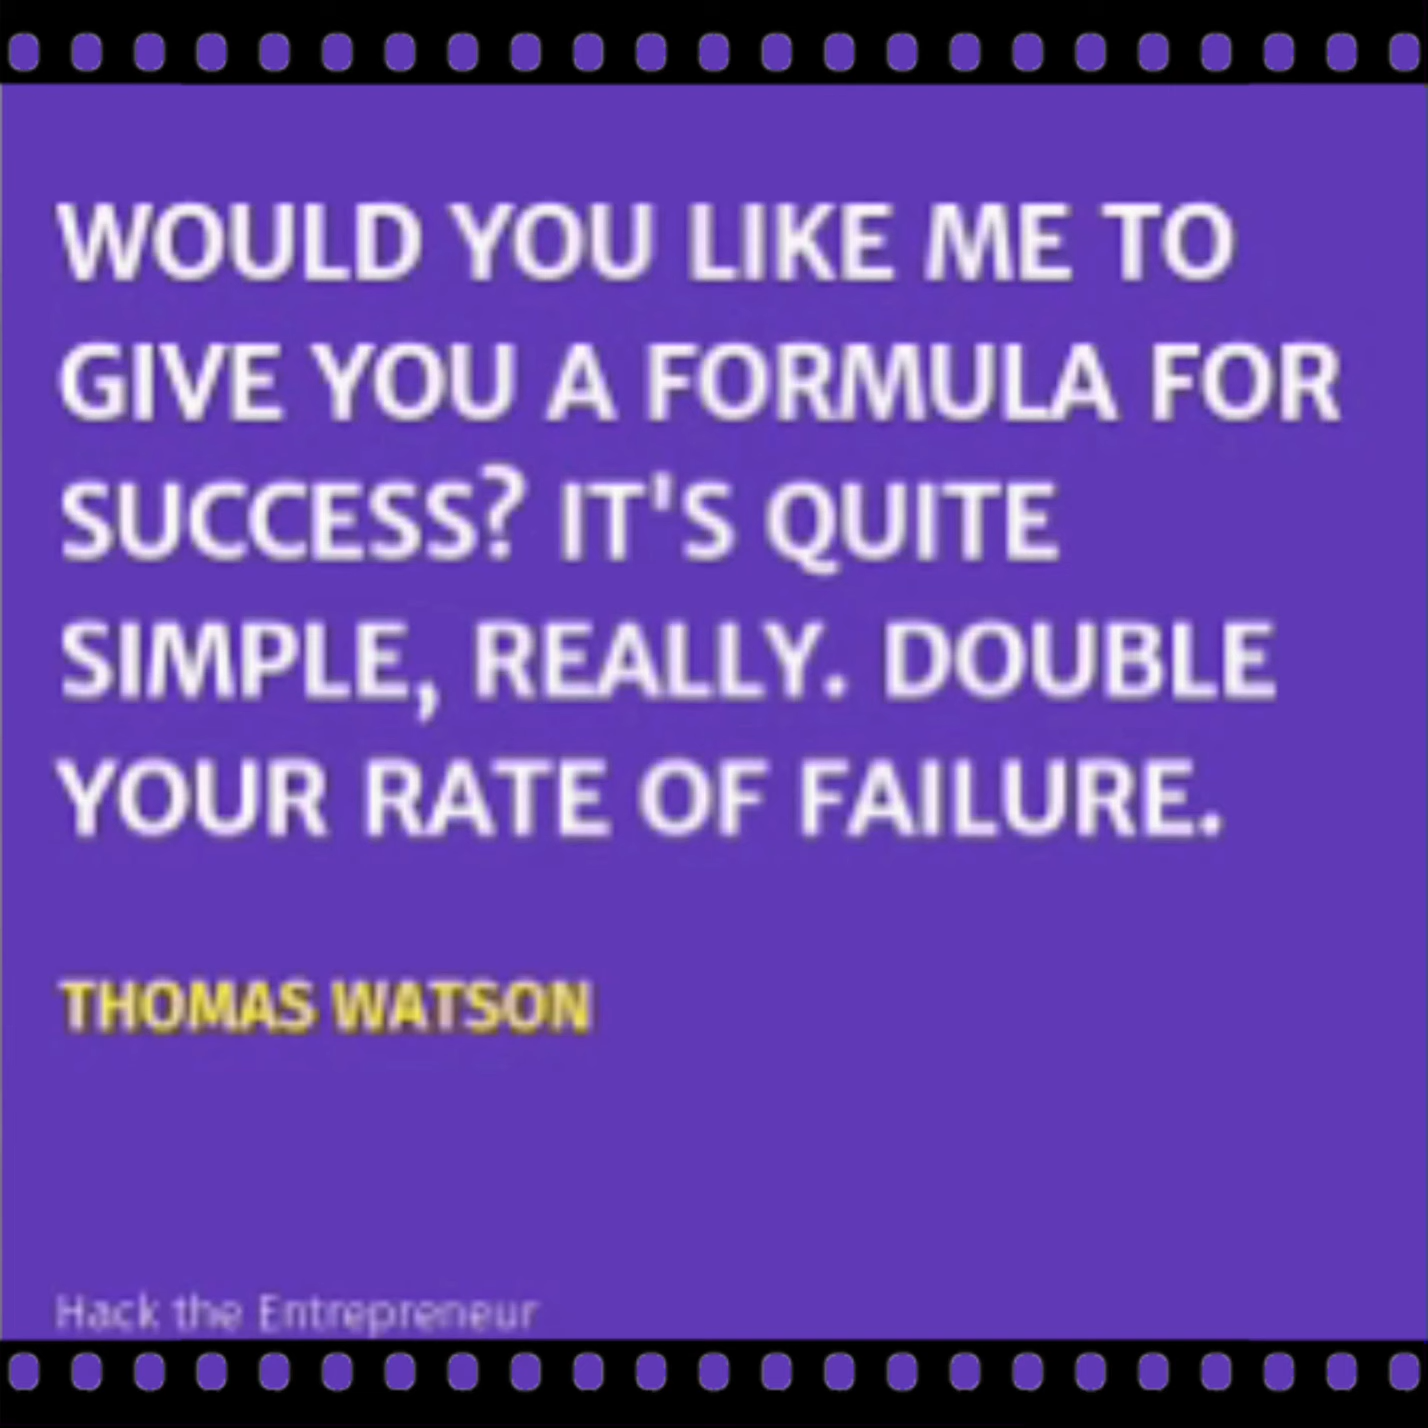 WOULD YOU LIKE ME TO
GIVE YOU A FORMULA FOR
SUCCESS? IT'S QUITE
SIMPLE, REALLY. DOUBLE
YOUR RATE OF FAILURE.
THOMAS WATSON
Hack the Entrepreneur